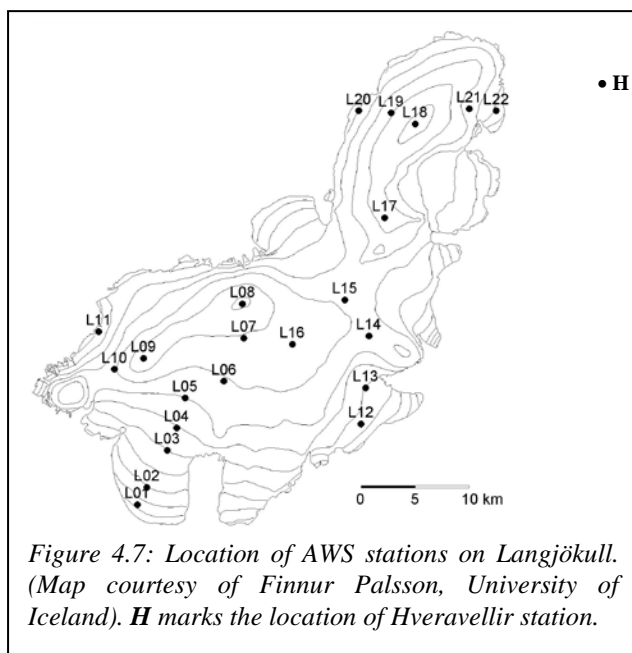 H
L20 L19 L21 L22
L18
L17
L15
L08
L11
L07 L16 L14
L09
L10
L06
L13
L05
L12
L04
L03
L02
L01
0 10 km
Figure 4.7: Location of AWS stations on Langjökull.
(Map courtesy of Finnur Palsson, University of
Iceland). H marks the location of Hveravellir station.